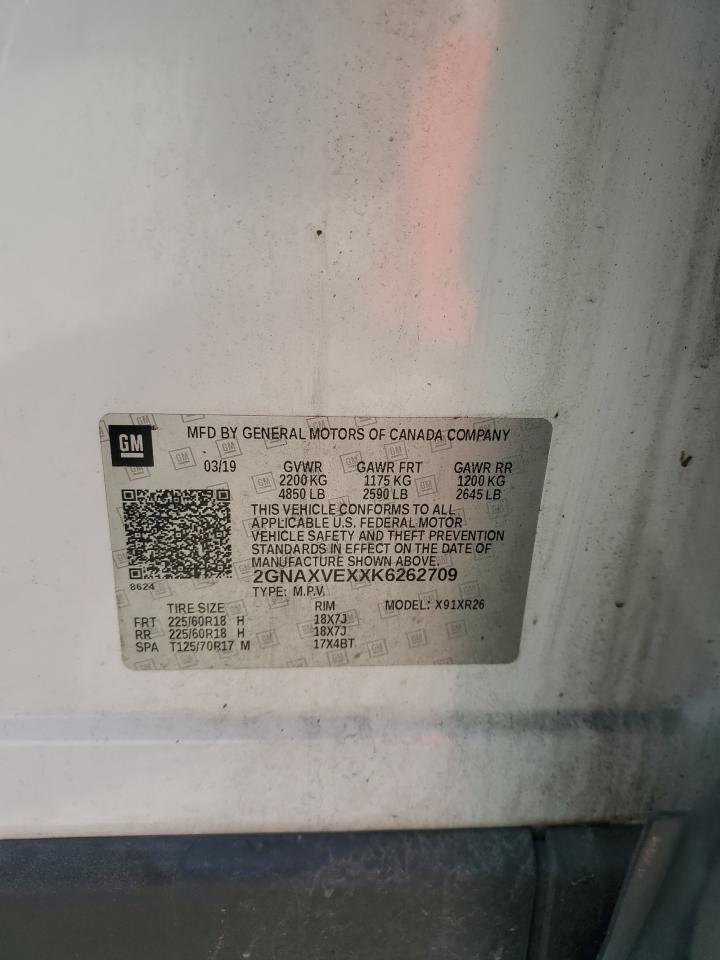 GM
MFD BY GENERAL MOTORS OF CANADA COMPANY
03/19 GVWR GAWR FRT GAWR RR
2200 KG 1175 KG 1200 KG
4850 LB 2590 LB 2645 LB
THIS VEHICLE CONFORMS TO ALL
APPLICABLE U.S. FEDERAL MOTOR
VEHICLE SAFETY AND THEFT PREVENTION
STANDARDS IN EFFECT ON THE DATE OF
MANUFACTURE SHOWN ABOVE.
8624
2GNAXVEXXK6262709
TYPE: M.P.V.
TIRE SIZE RIM MODEL: X91XR26
FRT 225/60R18 H 18X7J
RR 225/60R18 H 18X7J
SPA T125/70R17 M 17X4BT